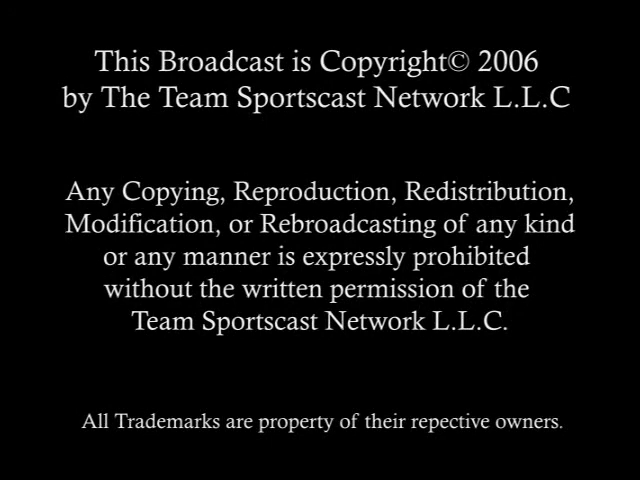 This Broadcast is Copyright© 2006
by The Team Sportscast Network L.L.C
Any Copying, Reproduction, Redistribution,
Modification, or Rebroadcasting of any kind
or any manner is expressly prohibited
without the written permission of the
Team Sportscast Network L.L.C.
All Trademarks are property of their repective owners.